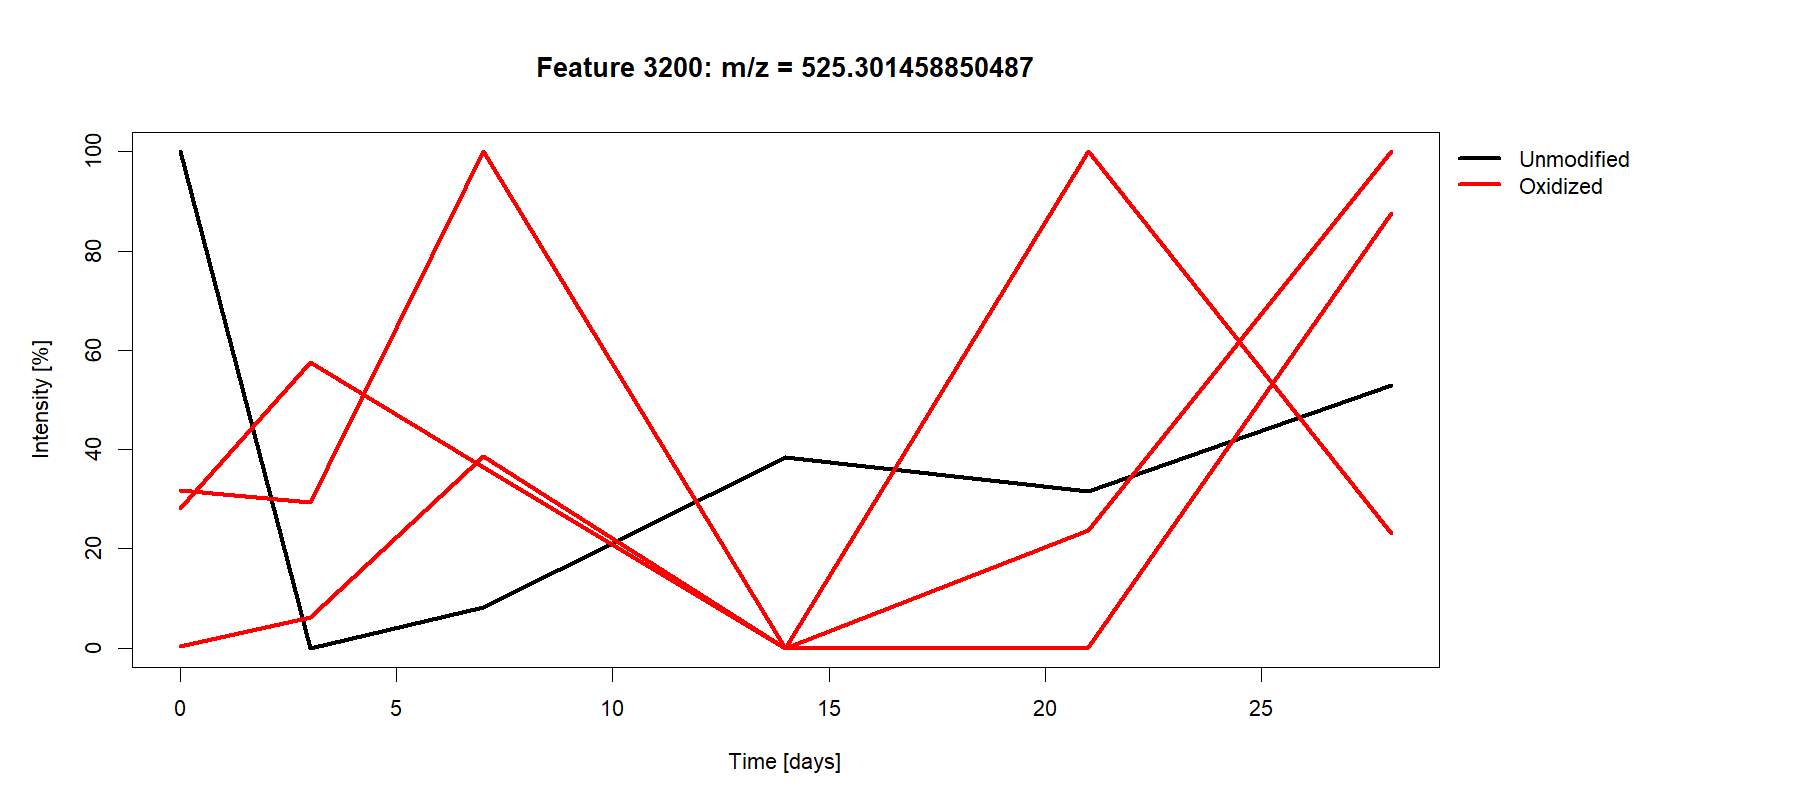 Feature 3200: m/z = 525.301458850487
Unmodified
Oxidized
Intensity [%]
100
80
60
40
20
0
0 5 10 15 20 25
Time [days]